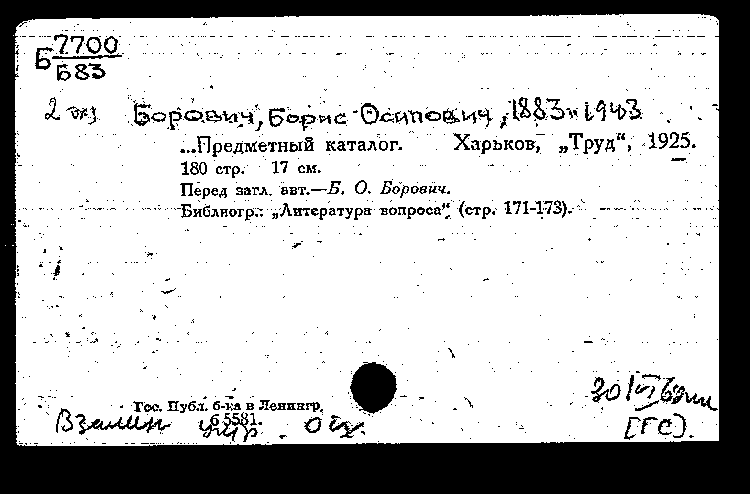 Б 7700
Б83
2 экз Борович, Борис Осипович, 1883–1943
...Предметный каталог. Харьков, „Труд“, 1925.
180 стр. 17 см.
Перед загл. авт.—Б. О. Борович.
Библиогр.: „Литература вопроса“ (стр. 171-173).
Гос. Публ. б-ка в Ленингр.
б 5581.
Взамен
[ГС].